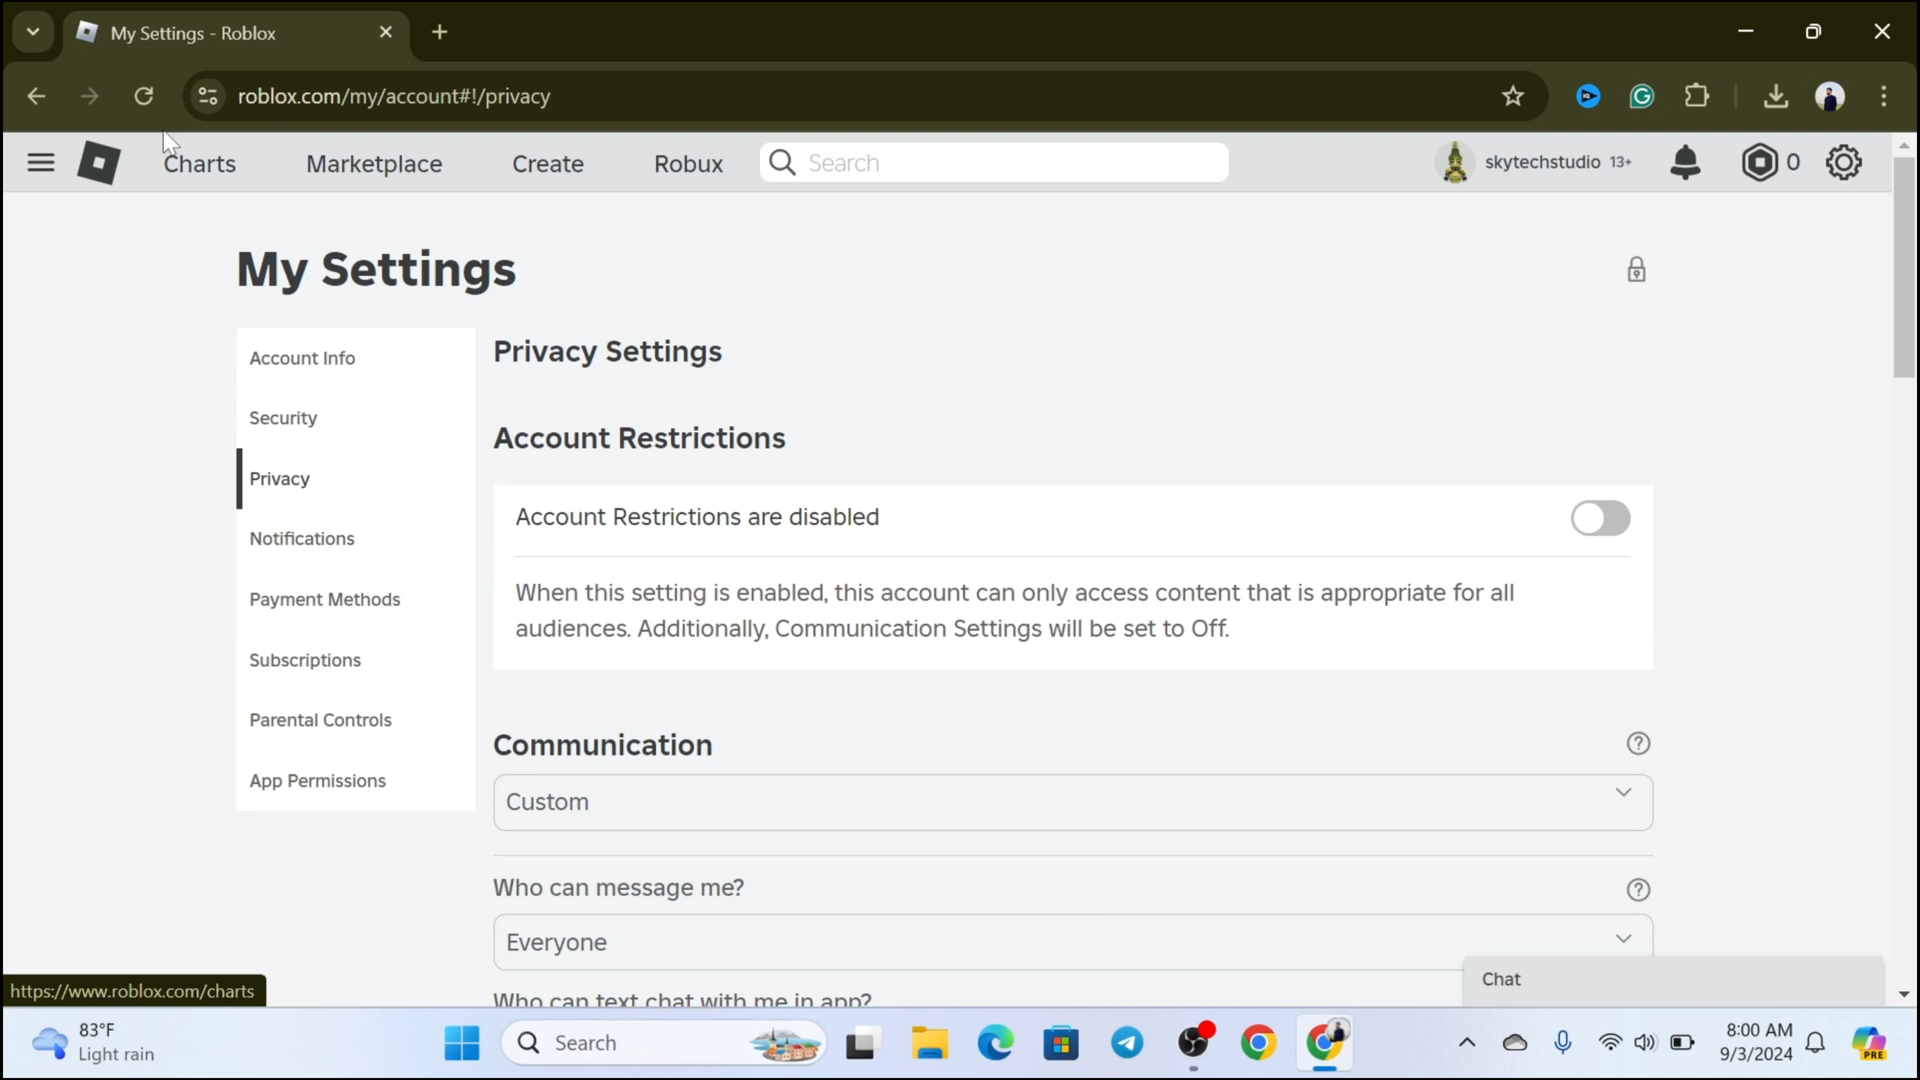 My Settings - Roblox
roblox.com/my/account#!/privacy
Charts
Marketplace
Create
Robux
Search
skytechstudio 13+
0
My Settings
Account Info
Security
Privacy
Notifications
Payment Methods
Subscriptions
Parental Controls
App Permissions
Privacy Settings
Account Restrictions
Account Restrictions are disabled
When this setting is enabled, this account can only access content that is appropriate for all
audiences. Additionally, Communication Settings will be set to Off.
Communication
Custom
Who can message me?
Everyone
Who can text chat with me in app?
Chat
https://www.roblox.com/charts
83°F
Light rain
Search
8:00 AM
9/3/2024
PRE